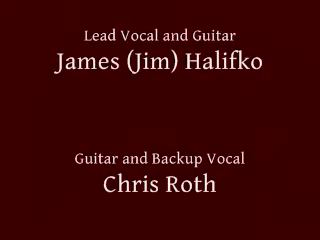 Lead Vocal and Guitar
James (Jim) Halifko
Guitar and Backup Vocal
Chris Roth